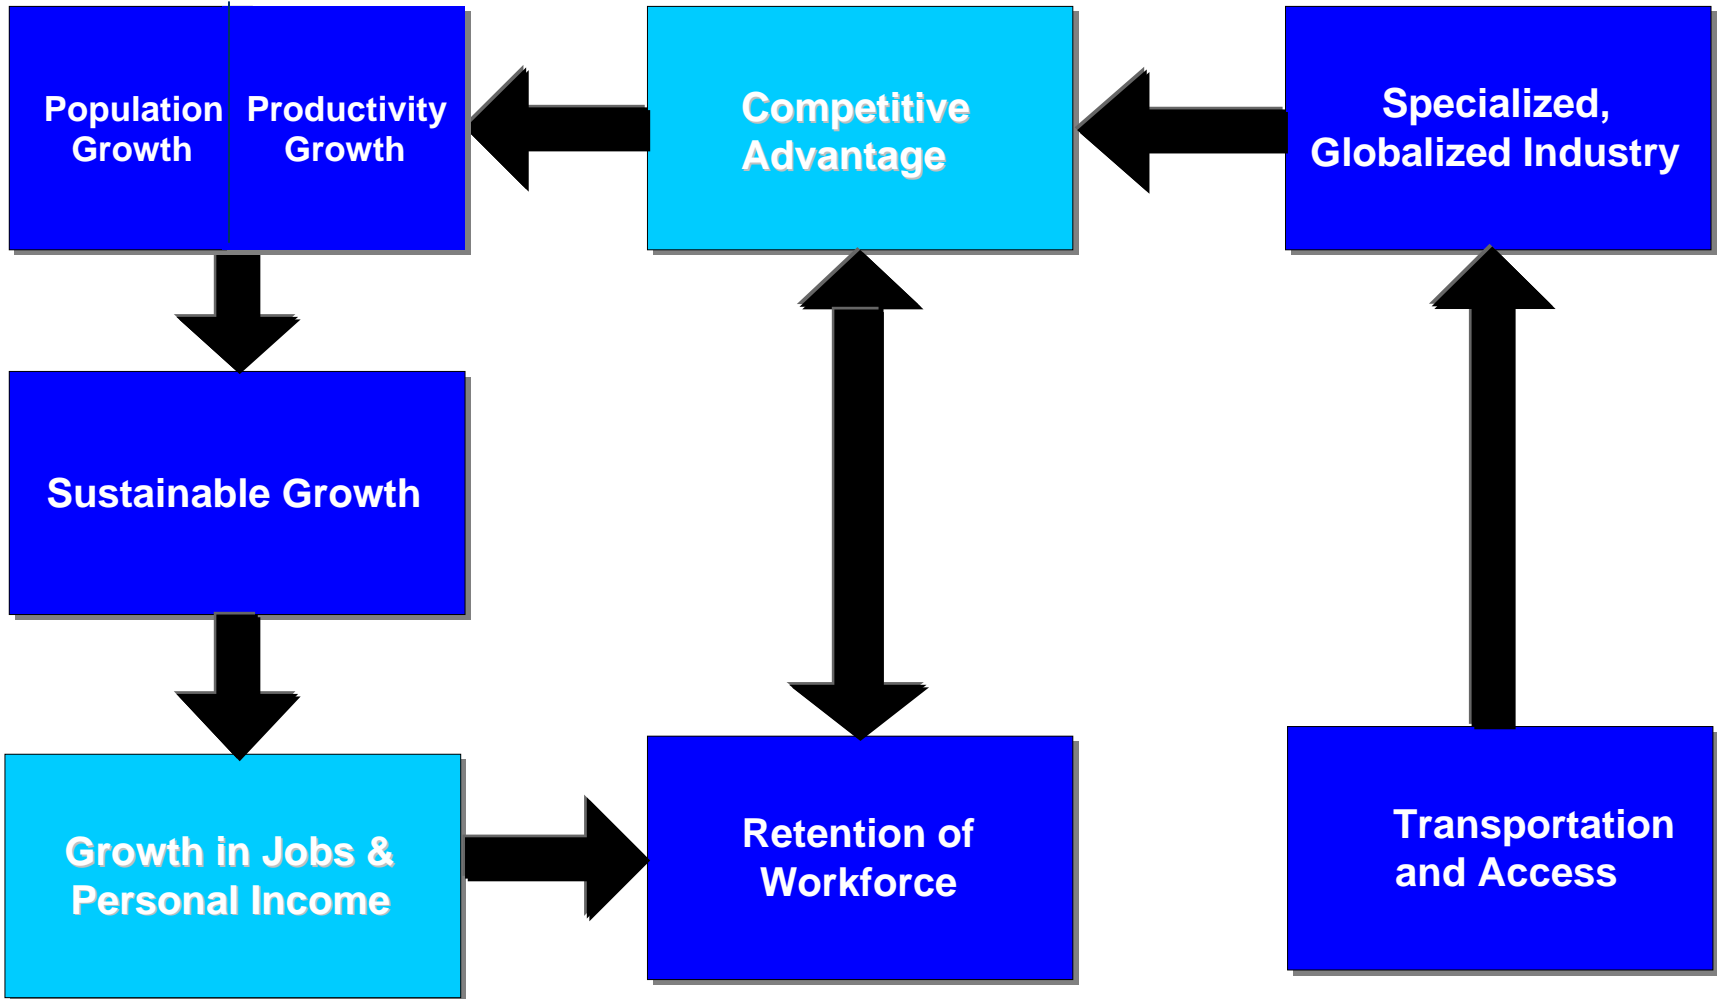 Population
Growth
Productivity
Growth
Competitive
Advantage
Specialized,
Globalized Industry
Sustainable Growth
Growth in Jobs &
Personal Income
Retention of
Workforce
Transportation
and Access